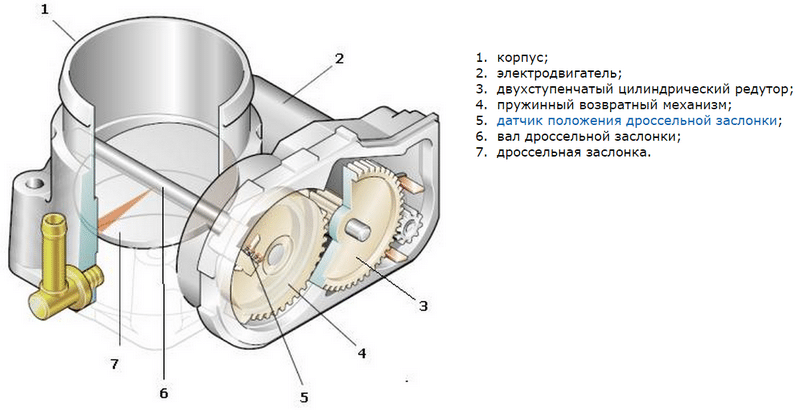 1
2
3
4
5
6
7
1. корпус;
2. электродвигатель;
3. двухступенчатый цилиндрический редуктор;
4. пружинный возвратный механизм;
5. датчик положения дроссельной заслонки;
6. вал дроссельной заслонки;
7. дроссельная заслонка.